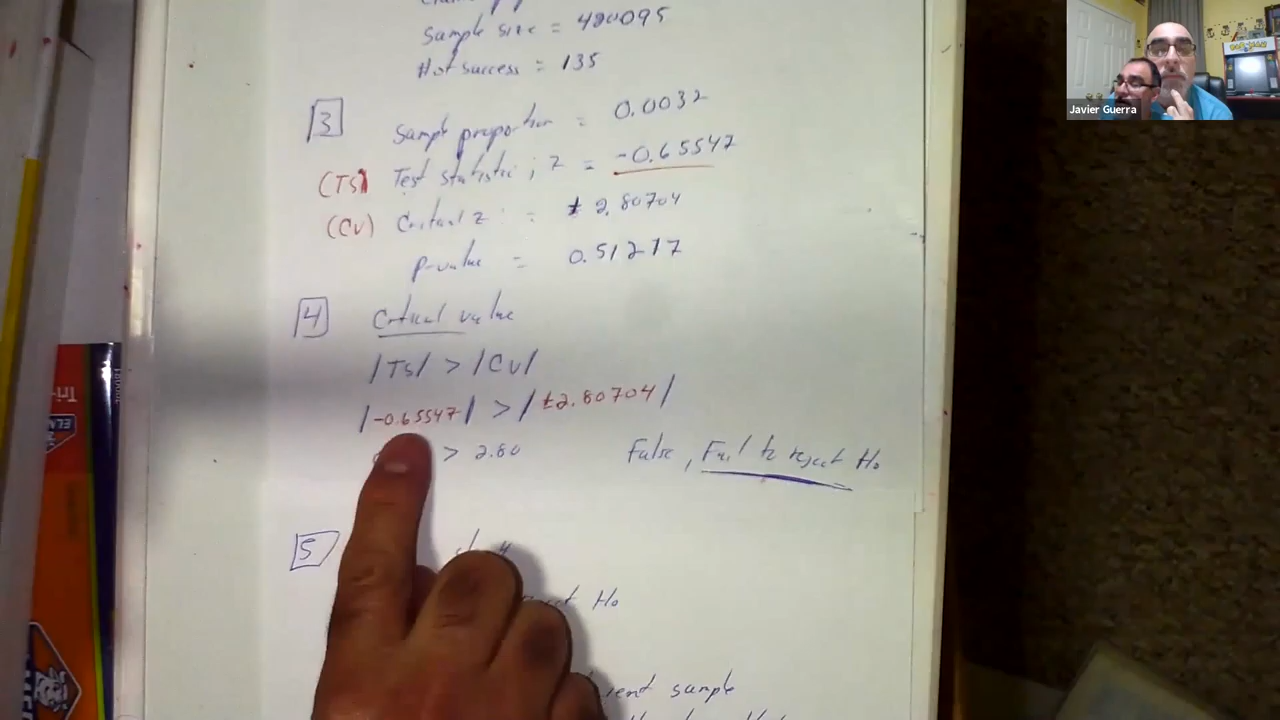 Sample size = 420095
# of success = 135
3
Sample proportion = 0.0032
(TS) Test statistic, z = -0.65547
(CV) Critical z : = ± 2.80704
p-value = 0.51217
4 Critical value
|TS| > |CV|
|-0.65547| > |±2.80704|
> 2.80 False, Fail to reject Ho
5
Ho
sample
Javier Guerra